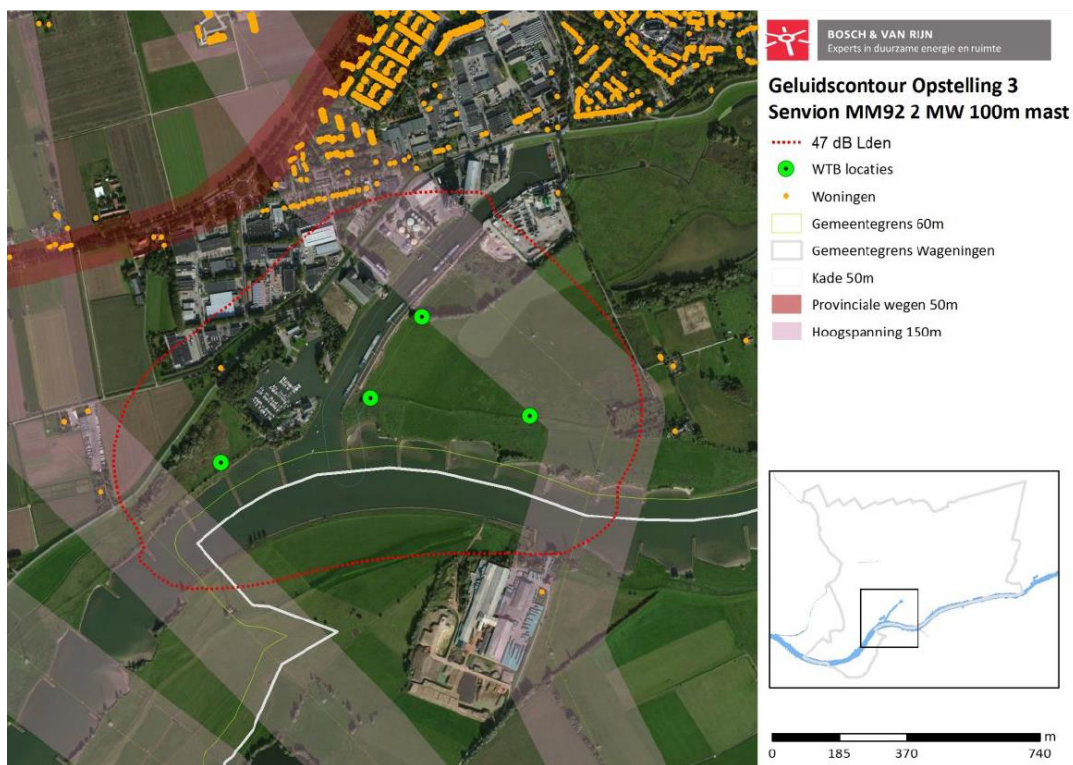 BOSCH & VAN RIJN
Experts in duurzame energie en ruimte
Geluidscontour Opstelling 3
Senvion MM92 2 MW 100m mast
47 dB Lden
WTB locaties
Woningen
Gemeentegrens 60m
Gemeentegrens Wageningen
Kade 50m
Provinciale wegen 50m
Hoogspanning 150m
m
0 185 370 740